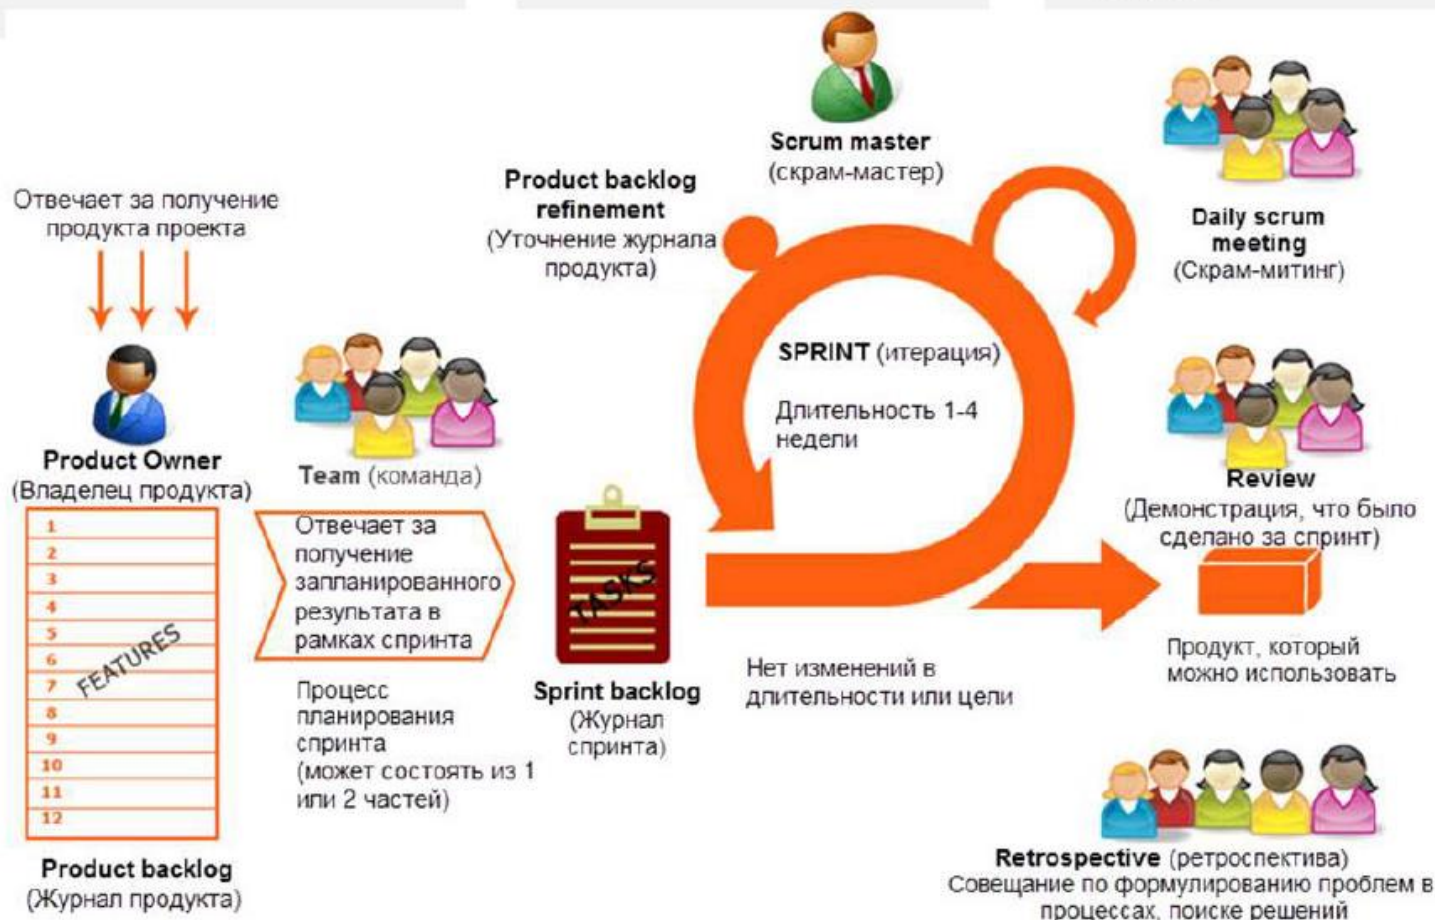 Scrum master
(скрам-мастер)
Product backlog
refinement
(Уточнение журнала
продукта)
Отвечает за получение
продукта проекта
Daily scrum
meeting
(Скрам-митинг)
SPRINT (итерация)
Длительность 1-4
недели
Product Owner
(Владелец продукта)
Team (команда)
Review
(Демонстрация, что было
сделано за спринт)
1
2
3
4
5
6
7
8
9
10
11
12
FEATURES
Отвечает за
получение
запланированного
результата в
рамках спринта
TASKS
Процесс
планирования
спринта
(может состоять из 1
или 2 частей)
Sprint backlog
(Журнал
спринта)
Нет изменений в
длительности или цели
Продукт, который
можно использовать
Product backlog
(Журнал продукта)
Retrospective (ретроспектива)
Совещание по формулированию проблем в
процессах, поиске решений